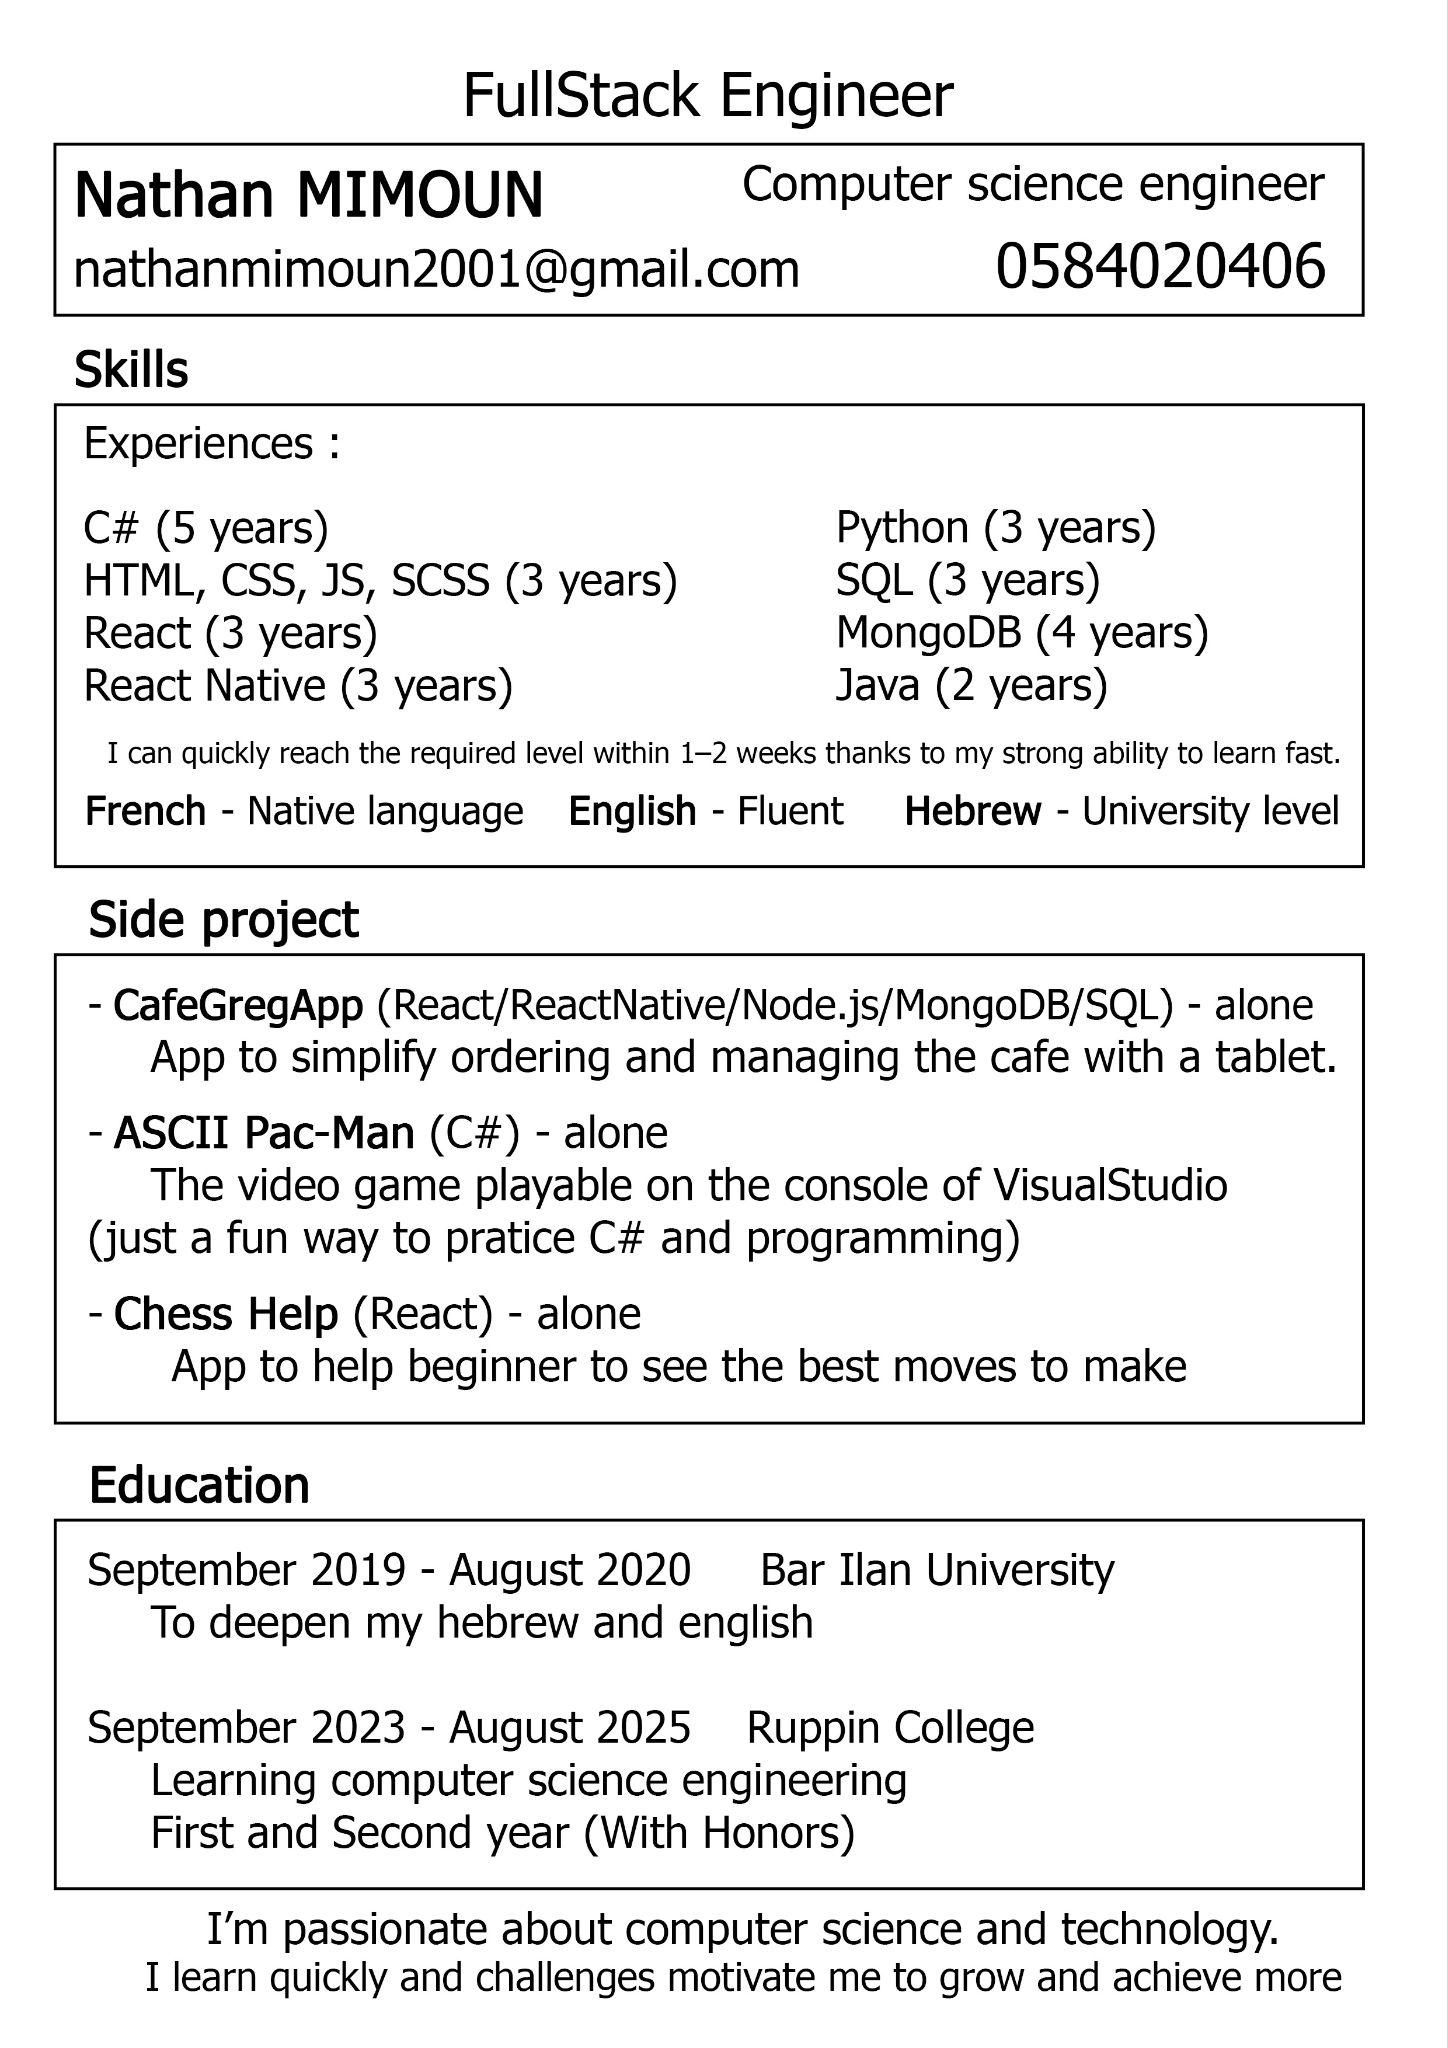 FullStack Engineer
Nathan MIMOUN
Computer science engineer
nathanmimoun2001@gmail.com
0584020406
Skills
Experiences :
C# (5 years)
HTML, CSS, JS, SCSS (3 years)
React (3 years)
React Native (3 years)
Python (3 years)
SQL (3 years)
MongoDB (4 years)
Java (2 years)
I can quickly reach the required level within 1–2 weeks thanks to my strong ability to learn fast.
French - Native language English - Fluent Hebrew - University level
Side project
- CafeGregApp (React/ReactNative/Node.js/MongoDB/SQL) - alone
App to simplify ordering and managing the cafe with a tablet.
- ASCII Pac-Man (C#) - alone
The video game playable on the console of VisualStudio
(just a fun way to pratice C# and programming)
- Chess Help (React) - alone
App to help beginner to see the best moves to make
Education
September 2019 - August 2020 Bar Ilan University
To deepen my hebrew and english
September 2023 - August 2025 Ruppin College
Learning computer science engineering
First and Second year (With Honors)
I’m passionate about computer science and technology.
I learn quickly and challenges motivate me to grow and achieve more